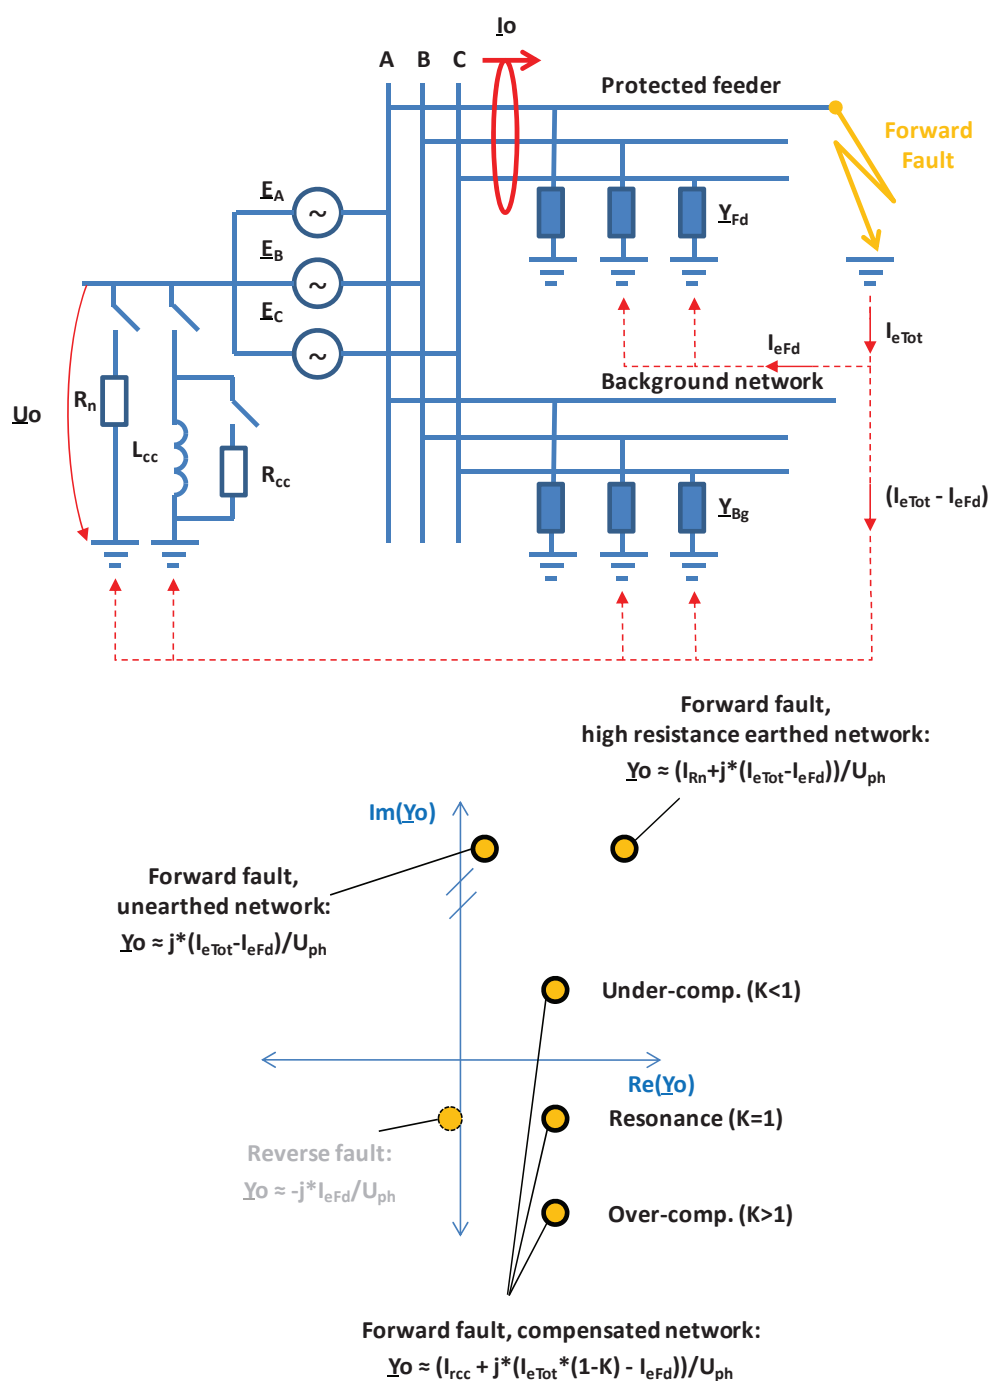 Io
A B C
Protected feeder
Forward
Fault
EA
YFd
EB
EC
IeTot
IeFd
Background network
Rn
Uo
Lcc
Rcc
YBg
(IeTot - IeFd)
~
~
~
Forward fault,
high resistance earthed network:
Yo ≈ (IRn+j*(IeTot-IeFd))/Uph
Im(Yo)
Forward fault,
unearthed network:
Yo ≈ j*(IeTot-IeFd)/Uph
Under-comp. (K<1)
Re(Yo)
Resonance (K=1)
Reverse fault:
Yo ≈ -j*IeFd/Uph
Over-comp. (K>1)
Forward fault, compensated network:
Yo ≈ (Ircc + j*(IeTot*(1-K) - IeFd))/Uph